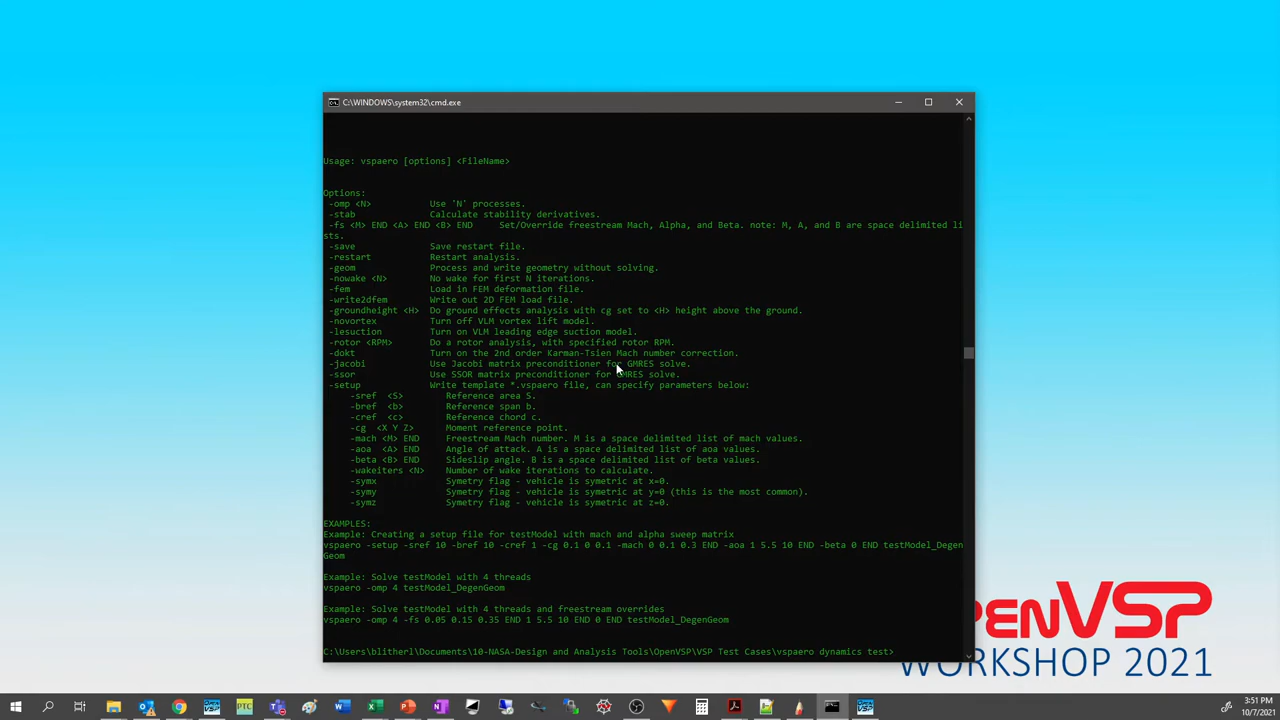 C:\WINDOWS\system32\cmd.exe
Usage: vspaero [options] <FileName>
Options:
-omp <N> Use 'N' processes.
-stab Calculate stability derivatives.
-fs <M> END <A> END <B> END Set/Override freestream Mach, Alpha, and Beta. note: M, A, and B are space delimited li
sts.
-save Save restart file.
-restart Restart analysis.
-geom Process and write geometry without solving.
-nowake <N> No wake for first N iterations.
-fem Load in FEM deformation file.
-write2dfem Write out 2D FEM load file.
-groundheight <H> Do ground effects analysis with cg set to <H> height above the ground.
-novortex Turn off VLM vortex lift model.
-lesuction Turn on VLM leading edge suction model.
-rotor <RPM> Do a rotor analysis, with specified rotor RPM.
-dokt Turn on the 2nd order Karman-Tsien Mach number correction.
-jacobi Use Jacobi matrix preconditioner for GMRES solve.
-ssor Use SSOR matrix preconditioner for GMRES solve.
-setup Write template *.vspaero file, can specify parameters below:
-sref <S> Reference area S.
-bref <b> Reference span b.
-cref <c> Reference chord c.
-cg <X Y Z> Moment reference point.
-mach <M> END Freestream Mach number. M is a space delimited list of mach values.
-aoa <A> END Angle of attack. A is a space delimited list of aoa values.
-beta <B> END Sideslip angle. B is a space delimited list of beta values.
-wakeiters <N> Number of wake iterations to calculate.
-symx Symetry flag - vehicle is symetric at x=0.
-symy Symetry flag - vehicle is symetric at y=0 (this is the most common).
-symz Symetry flag - vehicle is symetric at z=0.
EXAMPLES:
Example: Creating a setup file for testModel with mach and alpha sweep matrix
vspaero -setup -sref 10 -bref 10 -cref 1 -cg 0.1 0 0.1 -mach 0 0.1 0.3 END -aoa 1 5.5 10 END -beta 0 END testModel_Degen
Geom
Example: Solve testModel with 4 threads
vspaero -omp 4 testModel_DegenGeom
Example: Solve testModel with 4 threads and freestream overrides
vspaero -omp 4 -fs 0.05 0.15 0.35 END 1 5.5 10 END 0 END testModel_DegenGeom
C:\Users\blitherl\Documents\10-NASA-Design and Analysis Tools\OpenVSP\VSP Test Cases\vspaero dynamics test>
PENVSP
WORKSHOP 2021
PTC
3:51 PM
10/7/2021